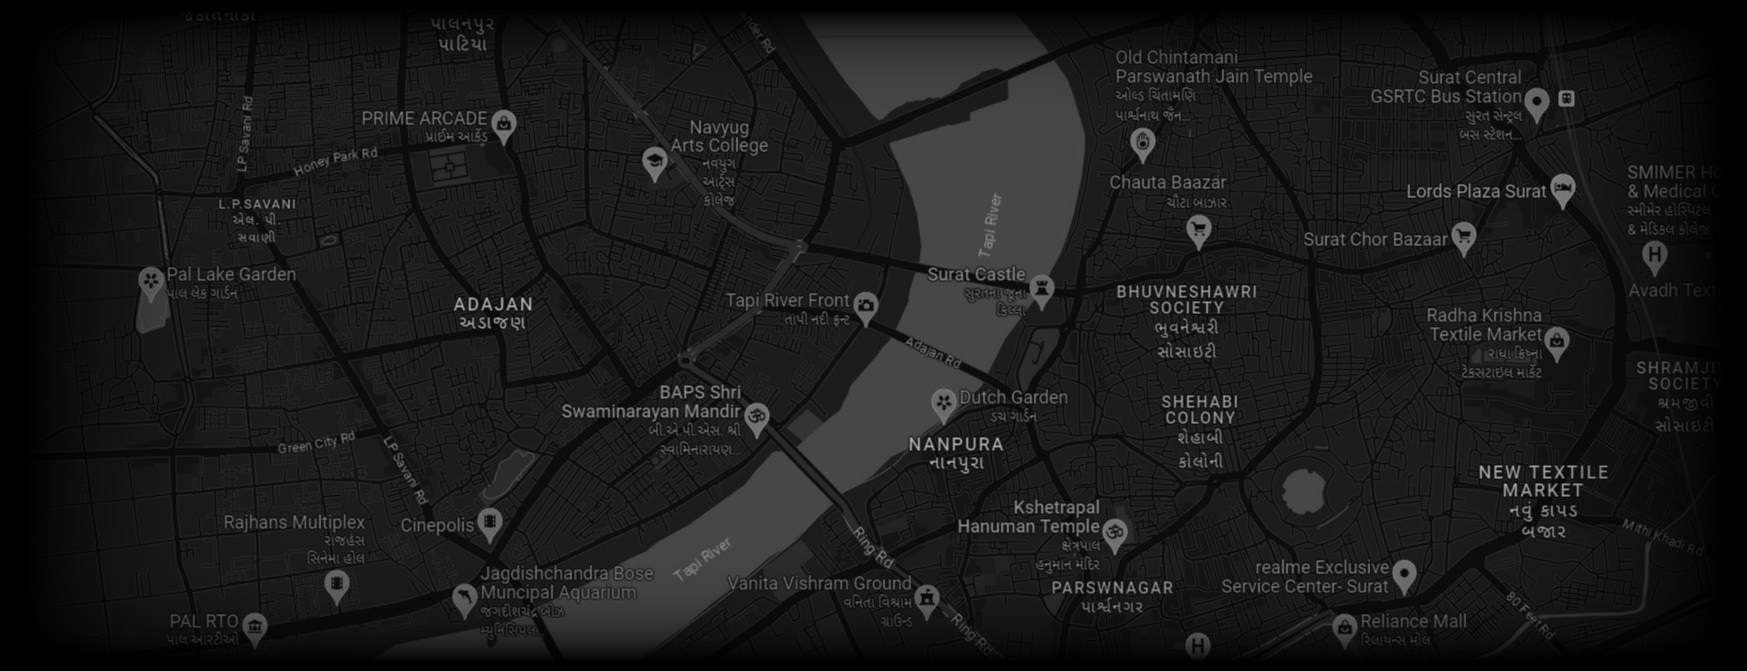 પાલનપુર
પાટિયા
Old Chintamani
Parswanath Jain Temple
ઓલ્ડ ચિંતામણિ
પાર્શ્વનાથ જૈન...
Surat Central
GSRTC Bus Station
સુરત સેન્ટ્રલ
બસ સ્ટેશન...
PRIME ARCADE
પ્રાઈમ આર્કેડ
Navyug
Arts College
નવયુગ
આર્ટ્સ
કોલેજ
LP Savani Rd
Honey Park Rd
L.P.SAVANI
એલ. પી.
સવાણી
Chauta Baazar
ચૌટા બાઝાર
Lords Plaza Surat
SMIMER
& Medical
સ્મીમેર હોસ્પિટલ
& મેડિકલ કોલેજ
Surat Chor Bazaar
Tapi River
Pal Lake Garden
પાલ લેક ગાર્ડન
ADAJAN
અડાજણ
Tapi River Front
તાપી નદી ફ્રન્ટ
Surat Castle
સુરતના જૂના
કિલ્લા
BHUVNESHAWRI
SOCIETY
ભુવનેશ્વરી
સોસાઇટી
Avadh
Radha Krishna
Textile Market
રાધા ક્રિષ્ના
ટેકસટાઇલ માર્કેટ
Adajan Rd
SOCIETY
શ્રમજીવી
સોસાઇટી
BAPS Shri
Swaminarayan Mandir
બી.એ.પી.એસ. શ્રી
સ્વામિનારાયણ...
Dutch Garden
ડચ ગાર્ડન
NANPURA
નાનપુરા
SHEHABI
COLONY
શેહાબી
કોલોની
Green City Rd
LP Savani Rd
NEW TEXTILE
MARKET
નવું કાપડ
બજાર
Rajhans Multiplex
રાજહંસ
સિનેમા હોલ
Cinepolis
Kshetrapal
Hanuman Temple
ક્ષેત્રપાલ
હનુમાન મંદિર
Mithi Khadi Rd
Tapi River
Ring Rd
Jagdishchandra Bose
Muncipal Aquarium
જગદીશચંદ્ર બોઝ
મ્યુનિસિપલ...
Vanita Vishram Ground
વનિતા વિશ્રામ
ગ્રાઉન્ડ
PARSWNAGAR
પાર્શ્વનગર
realme Exclusive
Service Center- Surat
PAL RTO
પાલ આરટીઓ
Ring Rd
Reliance Mall
રિલાયન્સ મોલ
80 Feet Rd